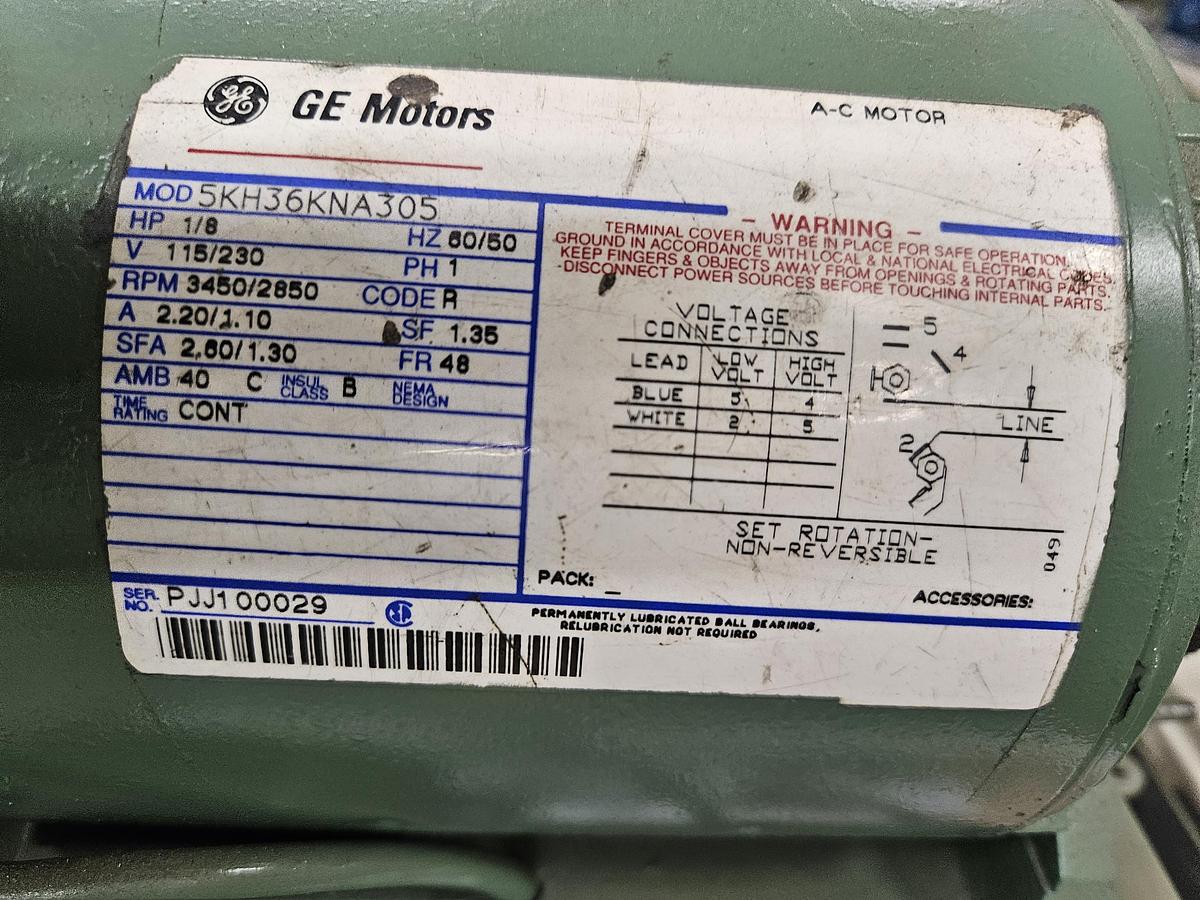 GE GE Motors
A-C MOTOR
MOD 5KH36KNA305
HP 1/8 HZ 60/50
V 115/230 PH 1
RPM 3450/2850 CODE R
A 2.20/1.10 SF 1.35
SFA 2.60/1.30 FR 48
AMB 40 C INSUL CLASS B NEMA DESIGN
TIME RATING CONT
- WARNING -
TERMINAL COVER MUST BE IN PLACE FOR SAFE OPERATION.
GROUND IN ACCORDANCE WITH LOCAL & NATIONAL ELECTRICAL CODES.
KEEP FINGERS & OBJECTS AWAY FROM OPENINGS & ROTATING PARTS.
DISCONNECT POWER SOURCES BEFORE TOUCHING INTERNAL PARTS.
VOLTAGE
CONNECTIONS
LEAD LOW VOLT HIGH VOLT
BLUE 5 4
WHITE 2 5
5
4
LINE
2
SET ROTATION-
NON-REVERSIBLE
049
PACK: _
ACCESSORIES:
SER. NO. PJJ100029
PERMANENTLY LUBRICATED BALL BEARINGS,
RELUBRICATION NOT REQUIRED